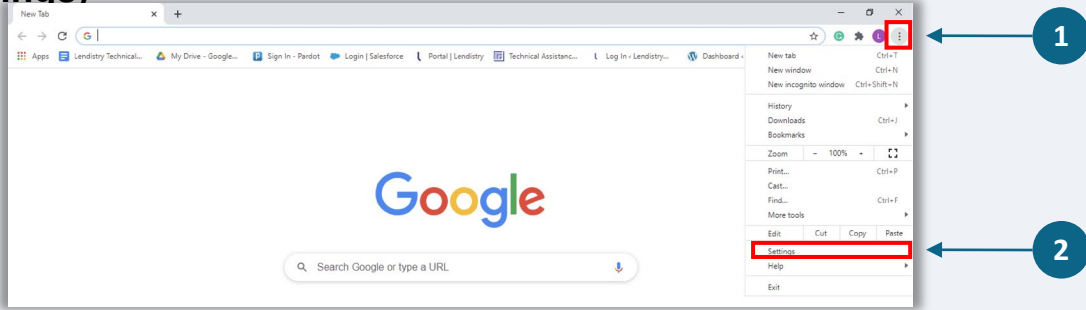 New Tab
1
Apps Lendistry Technical... My Drive - Google... Sign In - Pardot Login | Salesforce Portal | Lendistry Technical Assistanc... Log In ‹ Lendistry... Dashboard ‹
New tab Ctrl+T
New window Ctrl+N
New incognito window Ctrl+Shift+N
History
Downloads Ctrl+J
Bookmarks
Zoom - 100% +
Print... Ctrl+P
Cast...
Find... Ctrl+F
More tools
Edit Cut Copy Paste
Settings
2
Help
Exit
Google
Search Google or type a URL